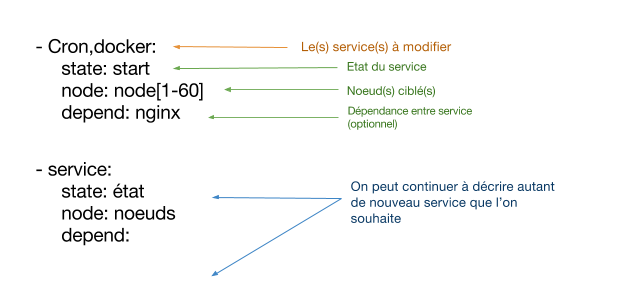 - Cron,docker:
Le(s) service(s) à modifier
state: start
Etat du service
node: node[1-60]
Noeud(s) ciblé(s)
depend: nginx
Dépendance entre service
(optionnel)
- service:
state: état
node: noeuds
depend:
On peut continuer à décrire autant
de nouveau service que l'on
souhaite